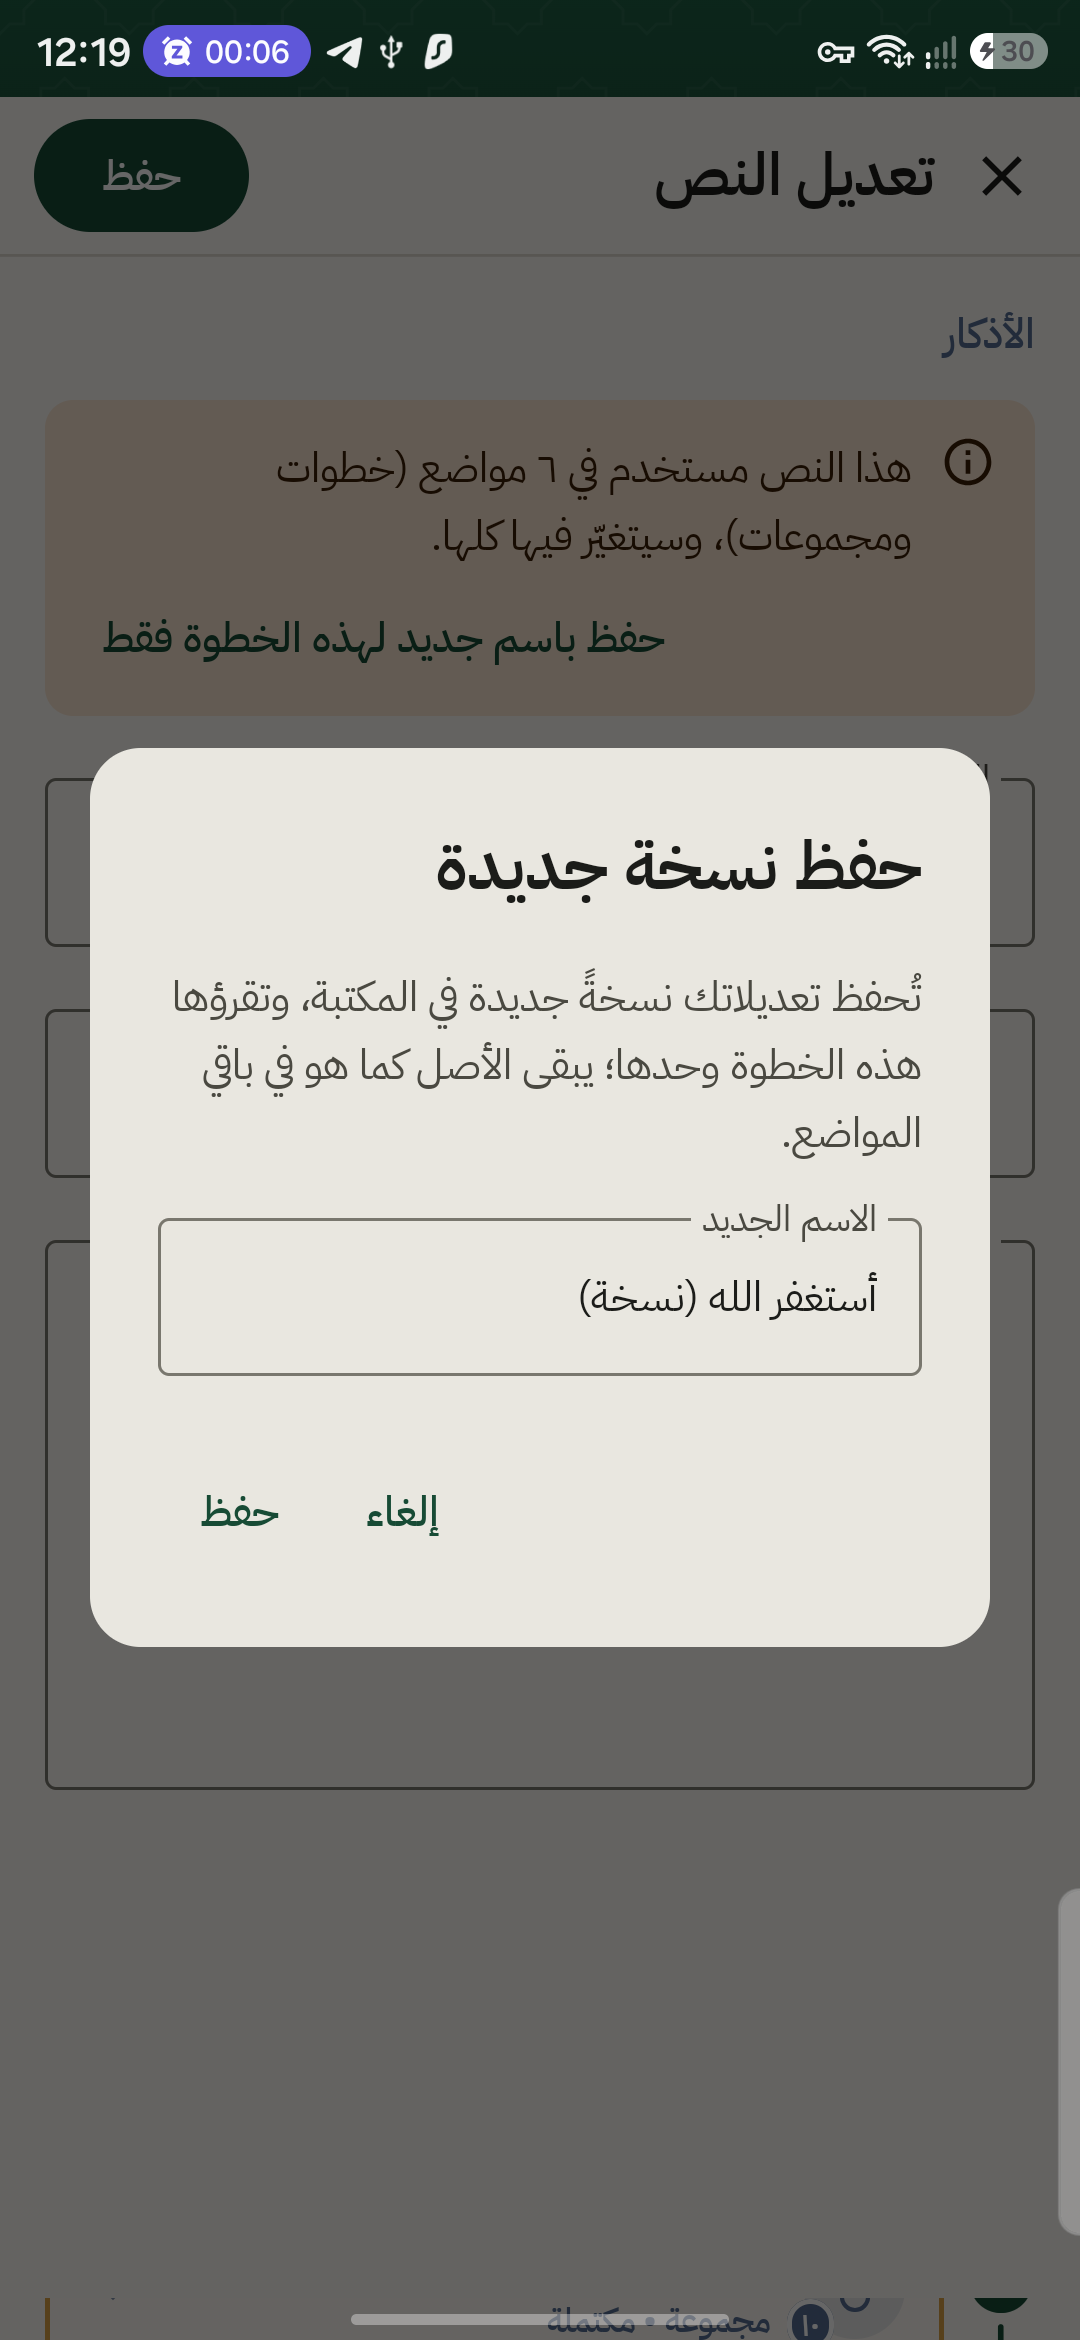 12:19 00:06 30
تعديل النص
حفظ
الأذكار
هذا النص مستخدم في ٦ مواضع (خطوات
ومجموعات)، وسيتغيّر فيها كلها.
حفظ باسم جديد لهذه الخطوة فقط
حفظ نسخة جديدة
تُحفظ تعديلاتك نسخةً جديدة في المكتبة، وتقرؤها
هذه الخطوة وحدها؛ يبقى الأصل كما هو في باقي
المواضع.
الاسم الجديد
أستغفر الله (نسخة)
إلغاء
حفظ
١٠
مجموعة • مكتملة